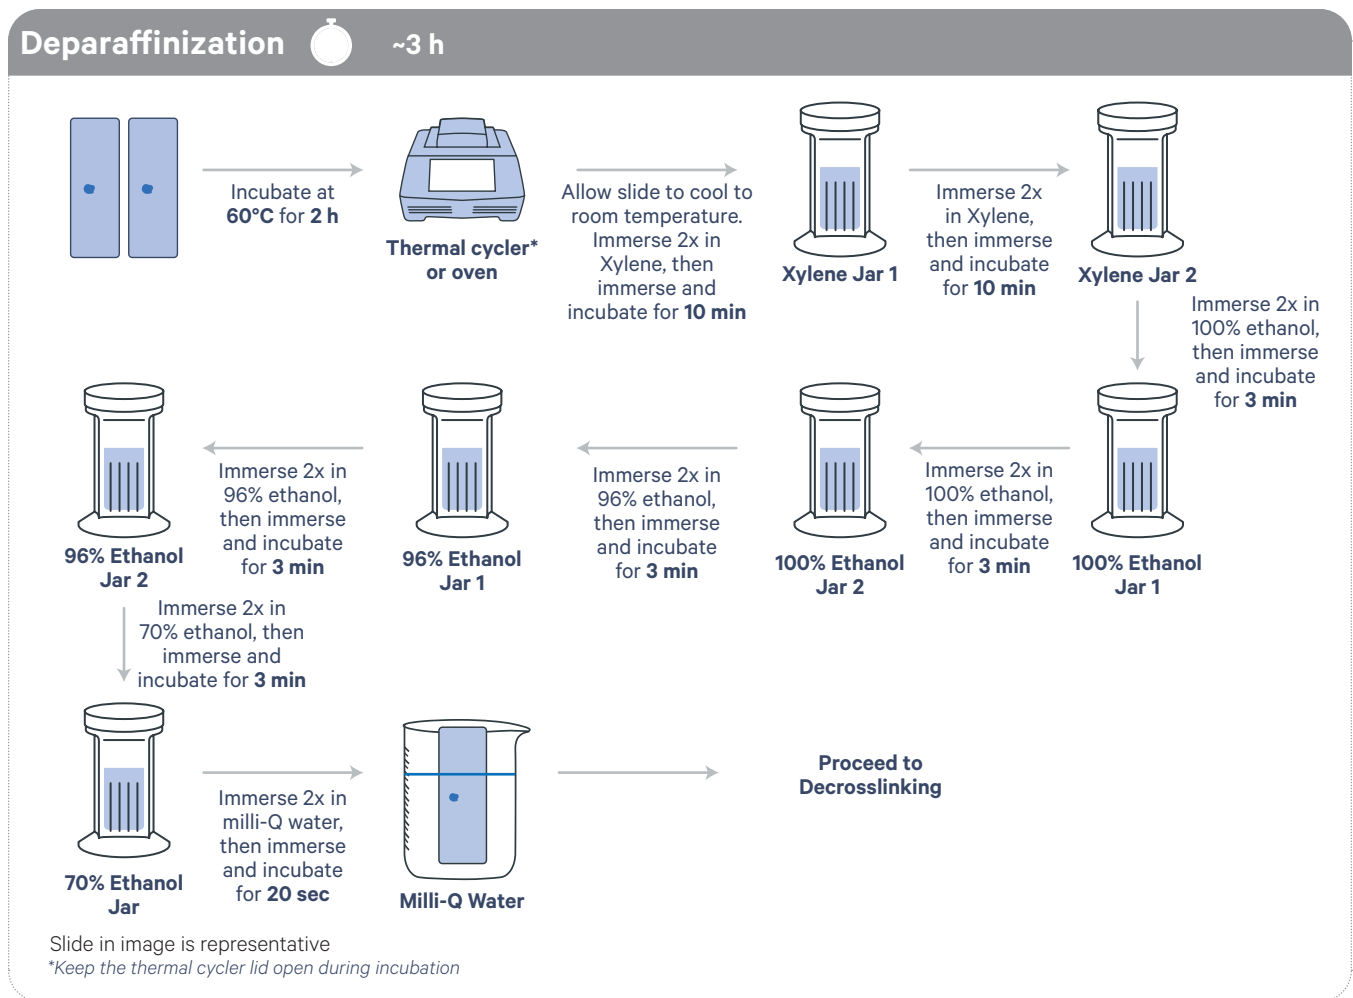 Deparaffinization ~3 h
Incubate at
60°C for 2 h
Thermal cycler*
or oven
Allow slide to cool to
room temperature.
Immerse 2x in
Xylene, then
immerse and
incubate for 10 min
Xylene Jar 1
Immerse 2x
in Xylene,
then immerse
and incubate
for 10 min
Xylene Jar 2
Immerse 2x in
100% ethanol,
then immerse
and incubate
for 3 min
100% Ethanol
Jar 1
Immerse 2x in
100% ethanol,
then immerse
and incubate
for 3 min
100% Ethanol
Jar 2
Immerse 2x in
96% ethanol,
then immerse
and incubate
for 3 min
96% Ethanol
Jar 1
Immerse 2x in
96% ethanol,
then immerse
and incubate
for 3 min
96% Ethanol
Jar 2
Immerse 2x in
70% ethanol, then
immerse and
incubate for 3 min
70% Ethanol
Jar
Immerse 2x in
milli-Q water,
then immerse
and incubate
for 20 sec
Milli-Q Water
Proceed to
Decrosslinking
Slide in image is representative
*Keep the thermal cycler lid open during incubation